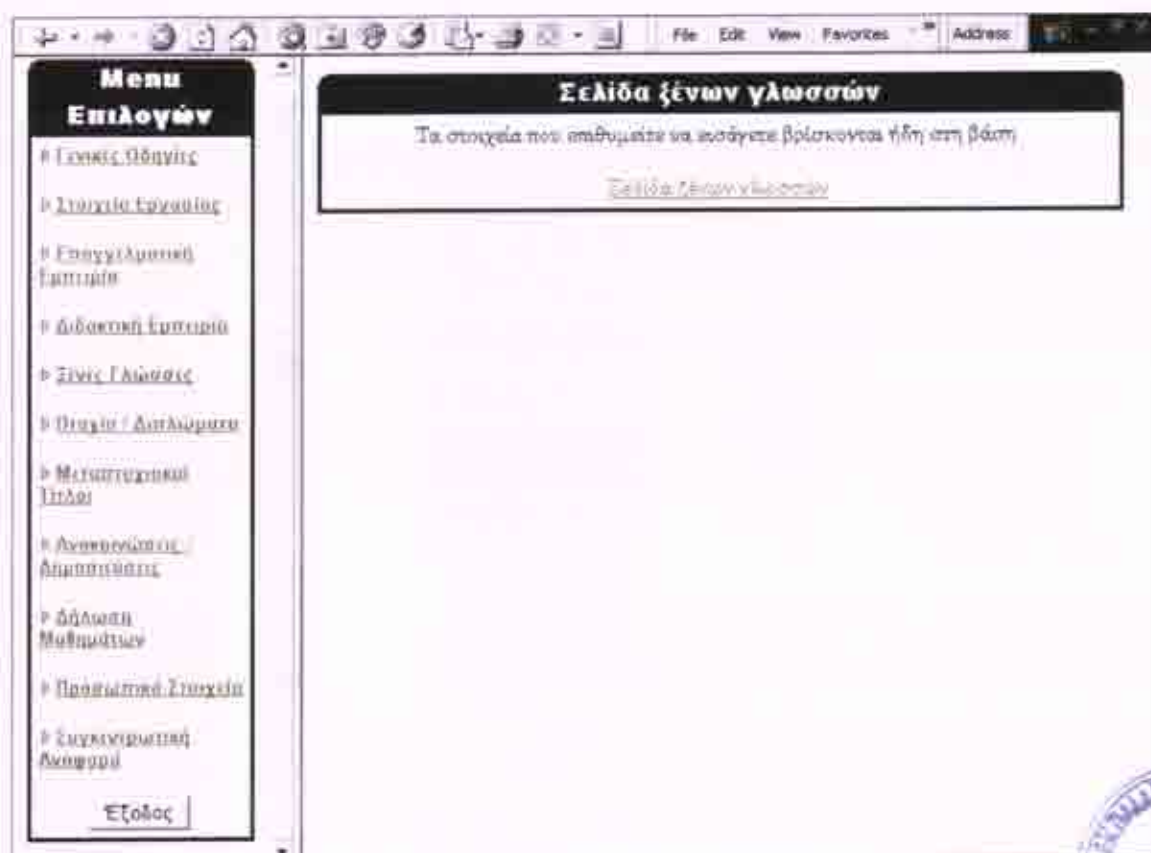 File Edit View Favorites Address
Menu
Επιλογών
Γενικές Οδηγίες
Στοιχεία Εργασίας
Επαγγελματική
Εμπειρία
Διδακτική Εμπειρία
Ξένες Γλώσσες
Πτυχία / Διπλώματα
Μεταπτυχιακοί
Τίτλοι
Ανακοινώσεις /
Δημοσιεύσεις
Δήλωση
Μαθημάτων
Προσωπικά Στοιχεία
Συγκεντρωτική
Αναφορά
Έξοδος
Σελίδα ξένων γλωσσών
Τα στοιχεία που επιθυμείτε να εισάγετε βρίσκονται ήδη στη βάση
Σελίδα ξένων γλωσσών